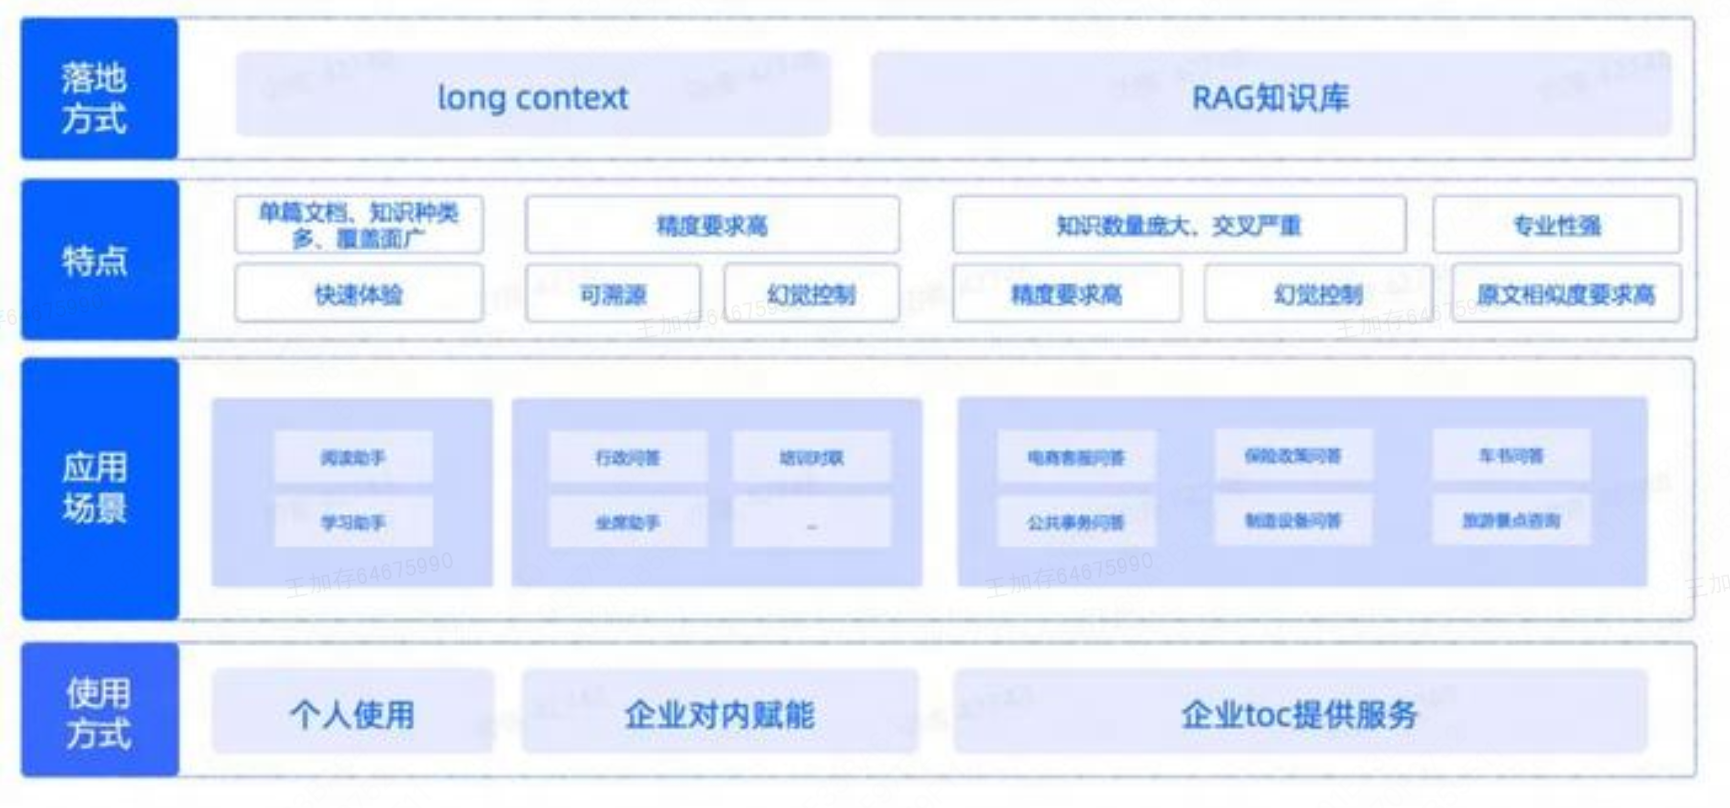 落地
方式
long context
RAG知识库
特点
单篇文档、知识种类
多、覆盖面广
精度要求高
知识数量庞大、交叉严重
专业性强
快速体验
可溯源
幻觉控制
精度要求高
幻觉控制
原文相似度要求高
应用
场景
阅读助手
行政问答
培训对联
电商客服问答
保险政策问答
车书问答
学习助手
坐席助手
...
公共事务问答
制造设备问答
旅游景点咨询
使用
方式
个人使用
企业对内赋能
企业toc提供服务
王加存64675990
王加存64675990
王加存64675990
王加存64675990
王加